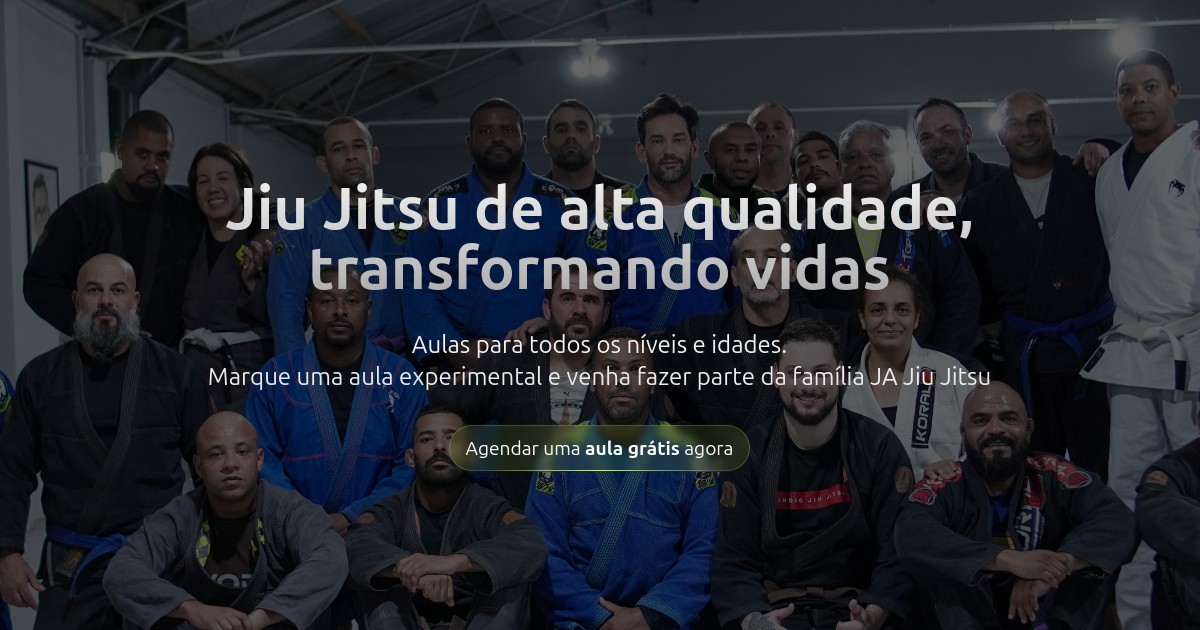 Jiu Jitsu de alta qualidade,
transformando vidas
Aulas para todos os níveis e idades.
Marque uma aula experimental e venha fazer parte da família JA Jiu Jitsu
Agendar uma aula grátis agora
KORAL